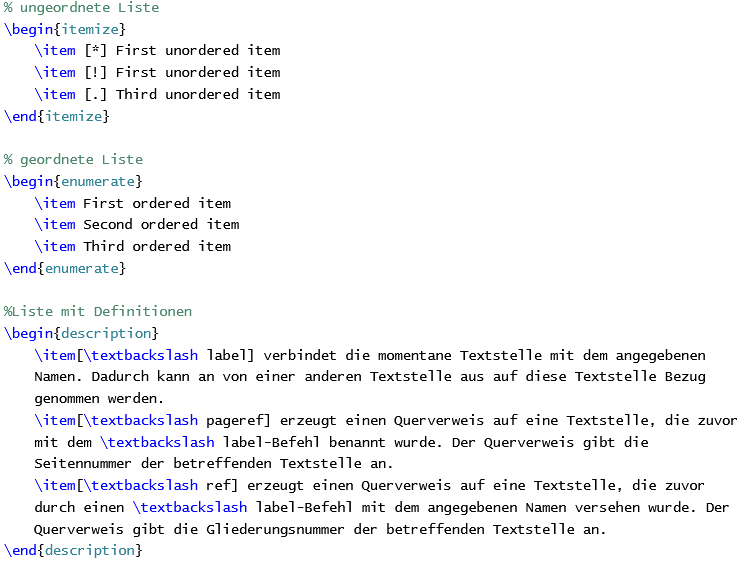 % ungeordnete Liste
\begin{itemize}
    \item [*] First unordered item
    \item [!] First unordered item
    \item [.] Third unordered item
\end{itemize}

% geordnete Liste
\begin{enumerate}
    \item First ordered item
    \item Second ordered item
    \item Third ordered item
\end{enumerate}

%Liste mit Definitionen
\begin{description}
    \item[\textbackslash label] verbindet die momentane Textstelle mit dem angegebenen
    Namen. Dadurch kann an von einer anderen Textstelle aus auf diese Textstelle Bezug
    genommen werden.
    \item[\textbackslash pageref] erzeugt einen Querverweis auf eine Textstelle, die zuvor
    mit dem \textbackslash label-Befehl benannt wurde. Der Querverweis gibt die
    Seitennummer der betreffenden Textstelle an.
    \item[\textbackslash ref] erzeugt einen Querverweis auf eine Textstelle, die zuvor
    durch einen \textbackslash label-Befehl mit dem angegebenen Namen versehen wurde. Der
    Querverweis gibt die Gliederungsnummer der betreffenden Textstelle an.
\end{description}